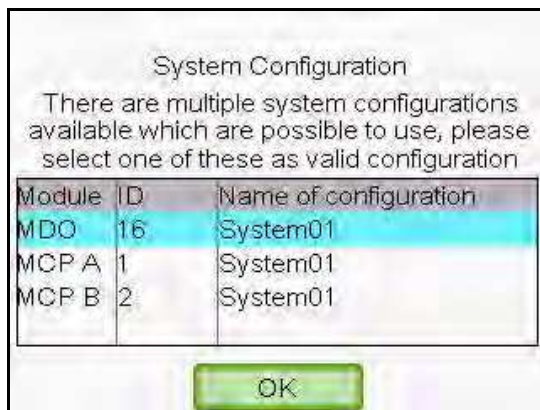 System Configuration
There are multiple system configurations
available which are possible to use, please
select one of these as valid configuration
Module ID Name of configuration
MDO 16 System01
MCP A 1 System01
MCP B 2 System01
OK